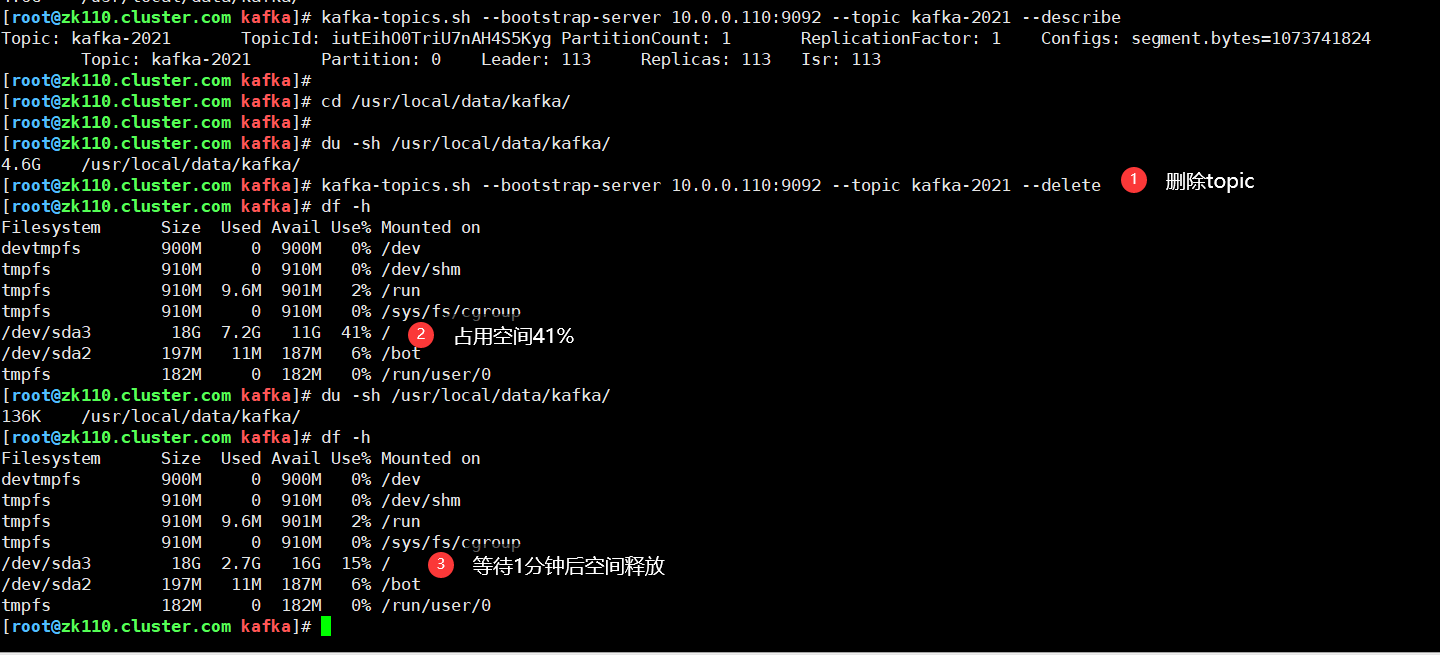 [root@zk110.cluster.com kafka]# kafka-topics.sh --bootstrap-server 10.0.0.110:9092 --topic kafka-2021 --describe
Topic: kafka-2021 TopicId: iutEihO0TriU7nAH4S5Kyg PartitionCount: 1 ReplicationFactor: 1 Configs: segment.bytes=1073741824
Topic: kafka-2021 Partition: 0 Leader: 113 Replicas: 113 Isr: 113
[root@zk110.cluster.com kafka]#
[root@zk110.cluster.com kafka]# cd /usr/local/data/kafka/
[root@zk110.cluster.com kafka]#
[root@zk110.cluster.com kafka]# du -sh /usr/local/data/kafka/
4.6G /usr/local/data/kafka/
[root@zk110.cluster.com kafka]# kafka-topics.sh --bootstrap-server 10.0.0.110:9092 --topic kafka-2021 --delete 1 删除topic
[root@zk110.cluster.com kafka]# df -h
Filesystem Size Used Avail Use% Mounted on
devtmpfs 900M 0 900M 0% /dev
tmpfs 910M 0 910M 0% /dev/shm
tmpfs 910M 9.6M 901M 2% /run
tmpfs 910M 0 910M 0% /sys/fs/cgroup
/dev/sda3 18G 7.2G 11G 41% / 2 占用空间41%
/dev/sda2 197M 11M 187M 6% /bot
tmpfs 182M 0 182M 0% /run/user/0
[root@zk110.cluster.com kafka]# du -sh /usr/local/data/kafka/
136K /usr/local/data/kafka/
[root@zk110.cluster.com kafka]# df -h
Filesystem Size Used Avail Use% Mounted on
devtmpfs 900M 0 900M 0% /dev
tmpfs 910M 0 910M 0% /dev/shm
tmpfs 910M 9.6M 901M 2% /run
tmpfs 910M 0 910M 0% /sys/fs/cgroup
/dev/sda3 18G 2.7G 16G 15% / 3 等待1分钟后空间释放
/dev/sda2 197M 11M 187M 6% /bot
tmpfs 182M 0 182M 0% /run/user/0
[root@zk110.cluster.com kafka]#